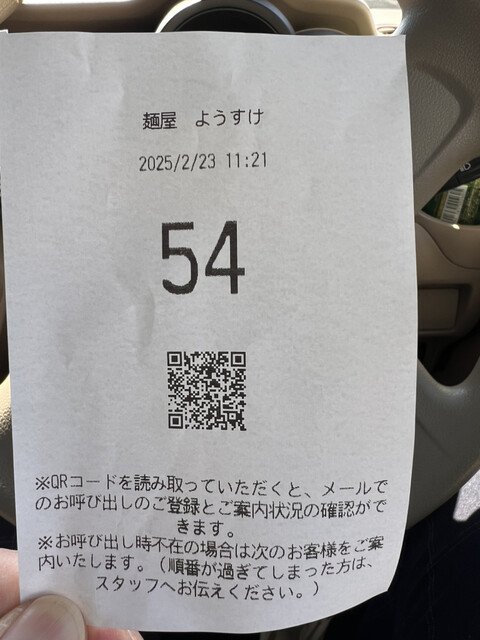 麺屋　ようすけ
2025/2/23 11:21
54
※QRコードを読み取っていただくと、メールで
のお呼び出しのご登録とご案内状況の確認がで
きます。
※お呼び出し時不在の場合は次のお客様をご案
内いたします。（順番が過ぎてしまった方は、
スタッフへお伝えください。）